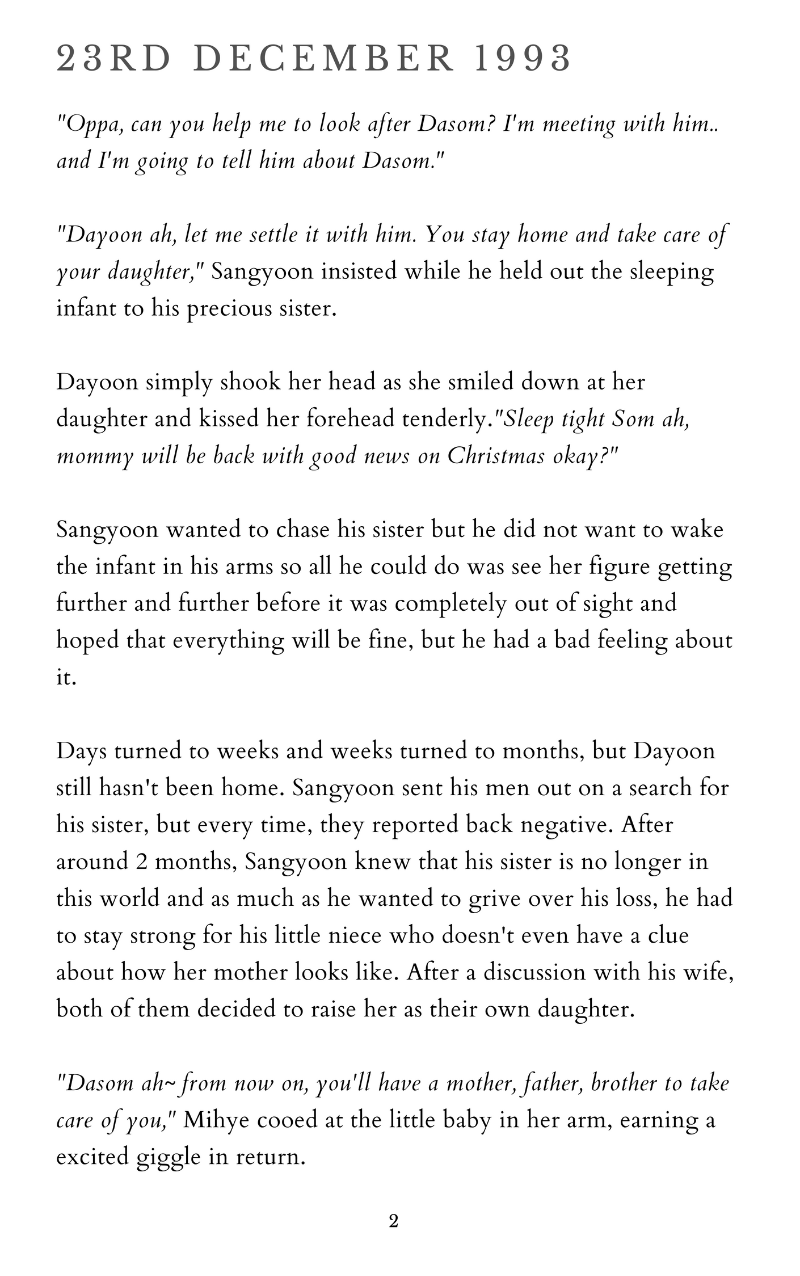 23RD DECEMBER 1993
"Oppa, can you help me to look after Dasom? I'm meeting with him..
and I'm going to tell him about Dasom."
"Dayoon ah, let me settle it with him. You stay home and take care of
your daughter," Sangyoon insisted while he held out the sleeping
infant to his precious sister.
Dayoon simply shook her head as she smiled down at her
daughter and kissed her forehead tenderly."Sleep tight Som ah,
mommy will be back with good news on Christmas okay?"
Sangyoon wanted to chase his sister but he did not want to wake
the infant in his arms so all he could do was see her figure getting
further and further before it was completely out of sight and
hoped that everything will be fine, but he had a bad feeling about
it.
Days turned to weeks and weeks turned to months, but Dayoon
still hasn't been home. Sangyoon sent his men out on a search for
his sister, but every time, they reported back negative. After
around 2 months, Sangyoon knew that his sister is no longer in
this world and as much as he wanted to grive over his loss, he had
to stay strong for his little niece who doesn't even have a clue
about how her mother looks like. After a discussion with his wife,
both of them decided to raise her as their own daughter.
"Dasom ah~ from now on, you'll have a mother, father, brother to take
care of you," Mihye cooed at the little baby in her arm, earning a
excited giggle in return.
2